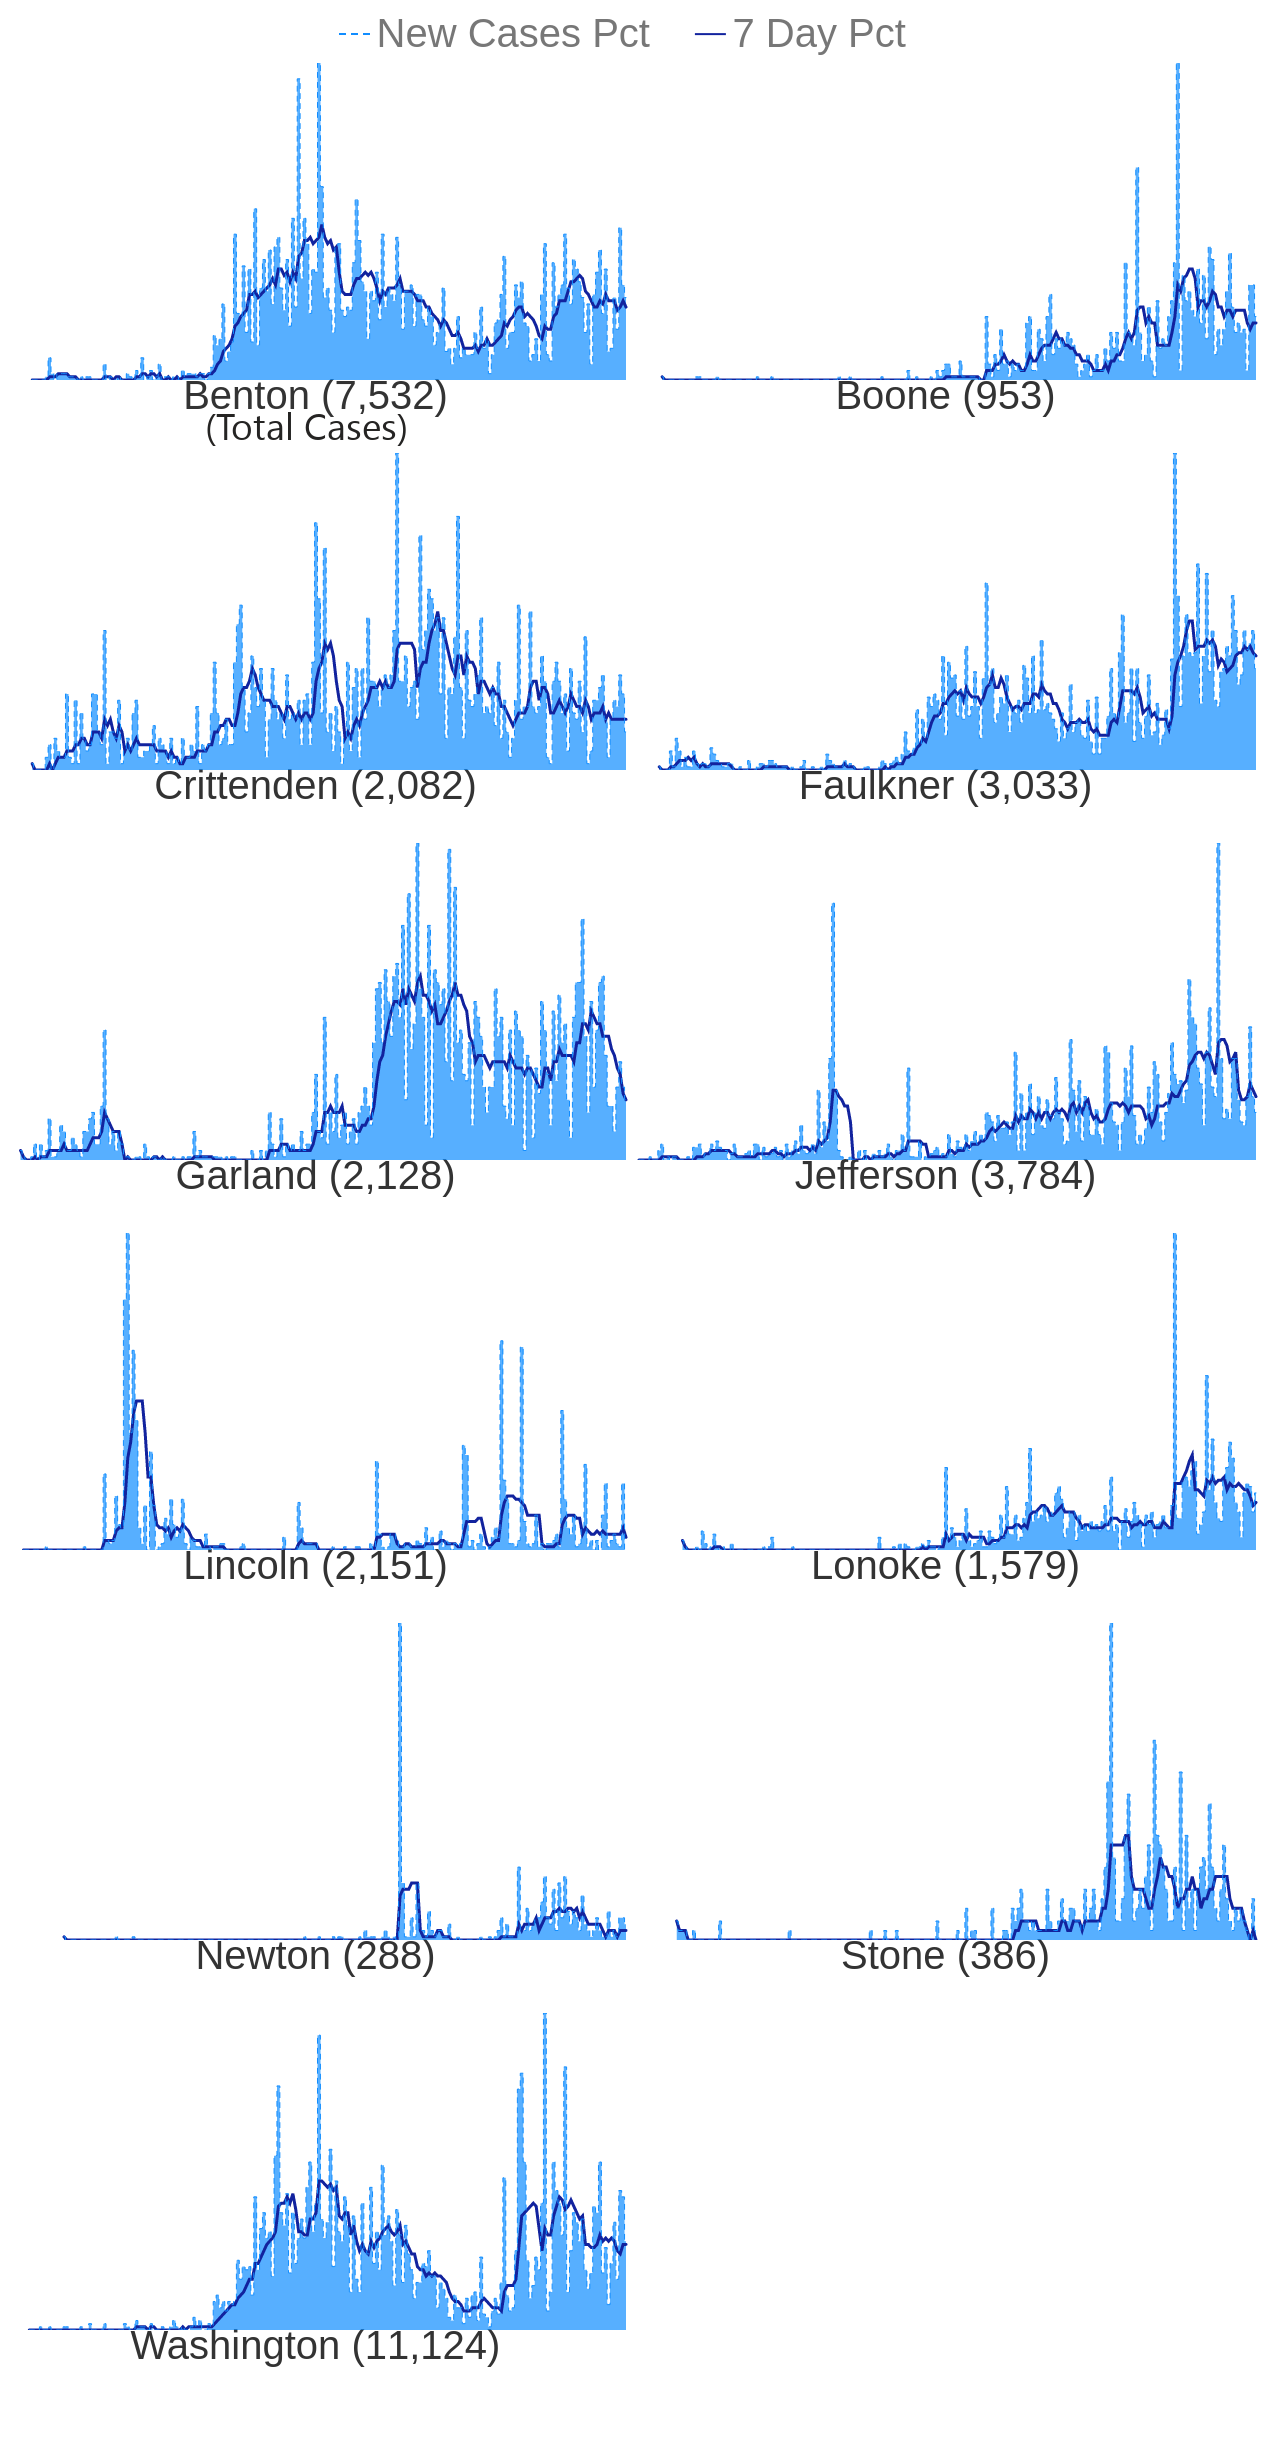 New Cases Pct 7 Day Pct
Benton (7,532) Boone (953)
(Total Cases)
Crittenden (2,082) Faulkner (3,033)
Garland (2,128) Jefferson (3,784)
Lincoln (2,151) Lonoke (1,579)
Newton (288) Stone (386)
Washington (11,124)